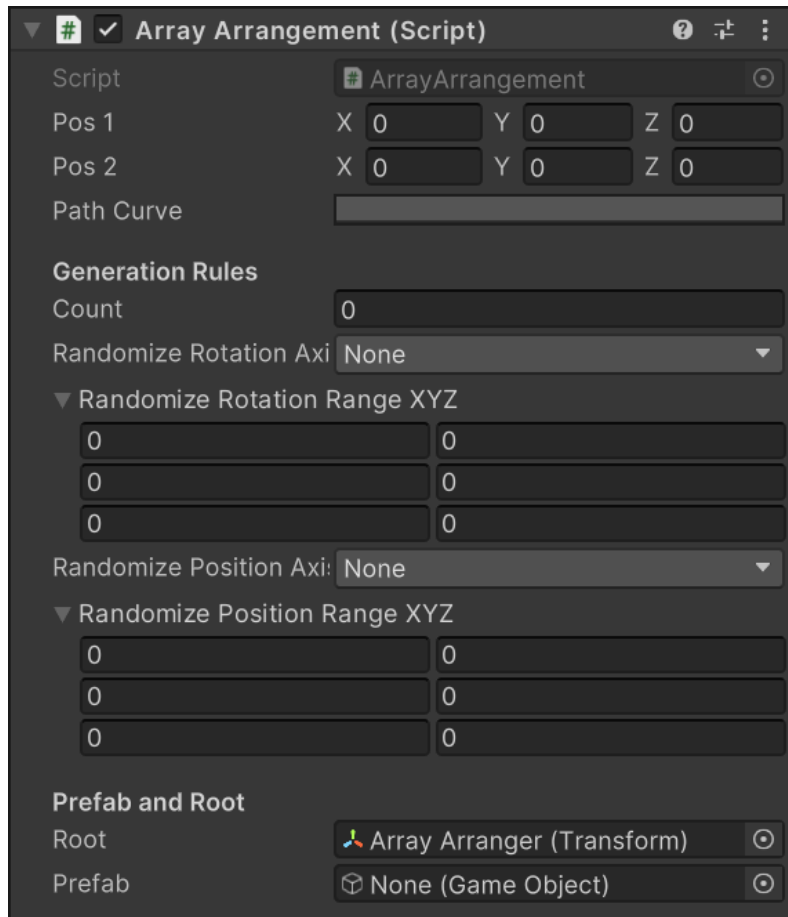 # Array Arrangement (Script) ?
Script # ArrayArrangement
Pos 1 X 0 Y 0 Z 0
Pos 2 X 0 Y 0 Z 0
Path Curve
Generation Rules
Count 0
Randomize Rotation Axi None
Randomize Rotation Range XYZ
0 0
0 0
0 0
Randomize Position Axi None
Randomize Position Range XYZ
0 0
0 0
0 0
Prefab and Root
Root Array Arranger (Transform)
Prefab None (Game Object)